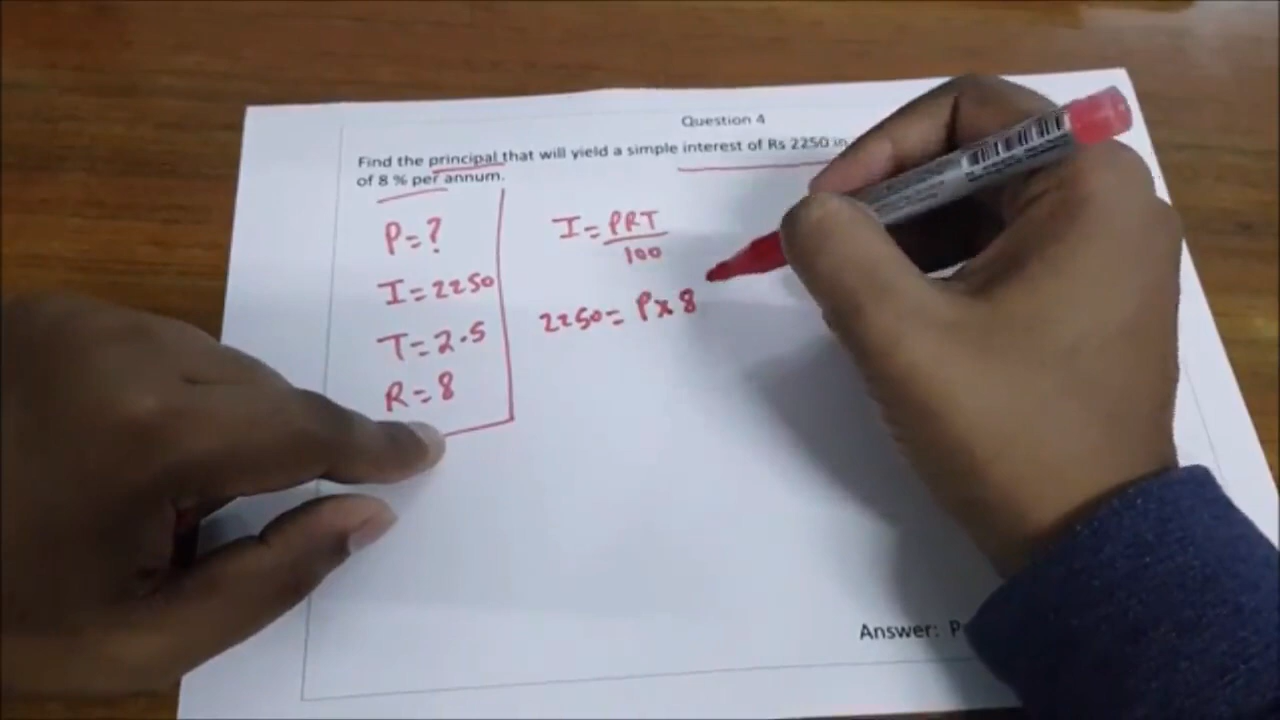 Question 4
Find the principal that will yield a simple interest of Rs 2250 in
of 8 % per annum.
P=?
I=2250
T=2.5
R=8
I=PRT
100
2250= P×8
Answer: